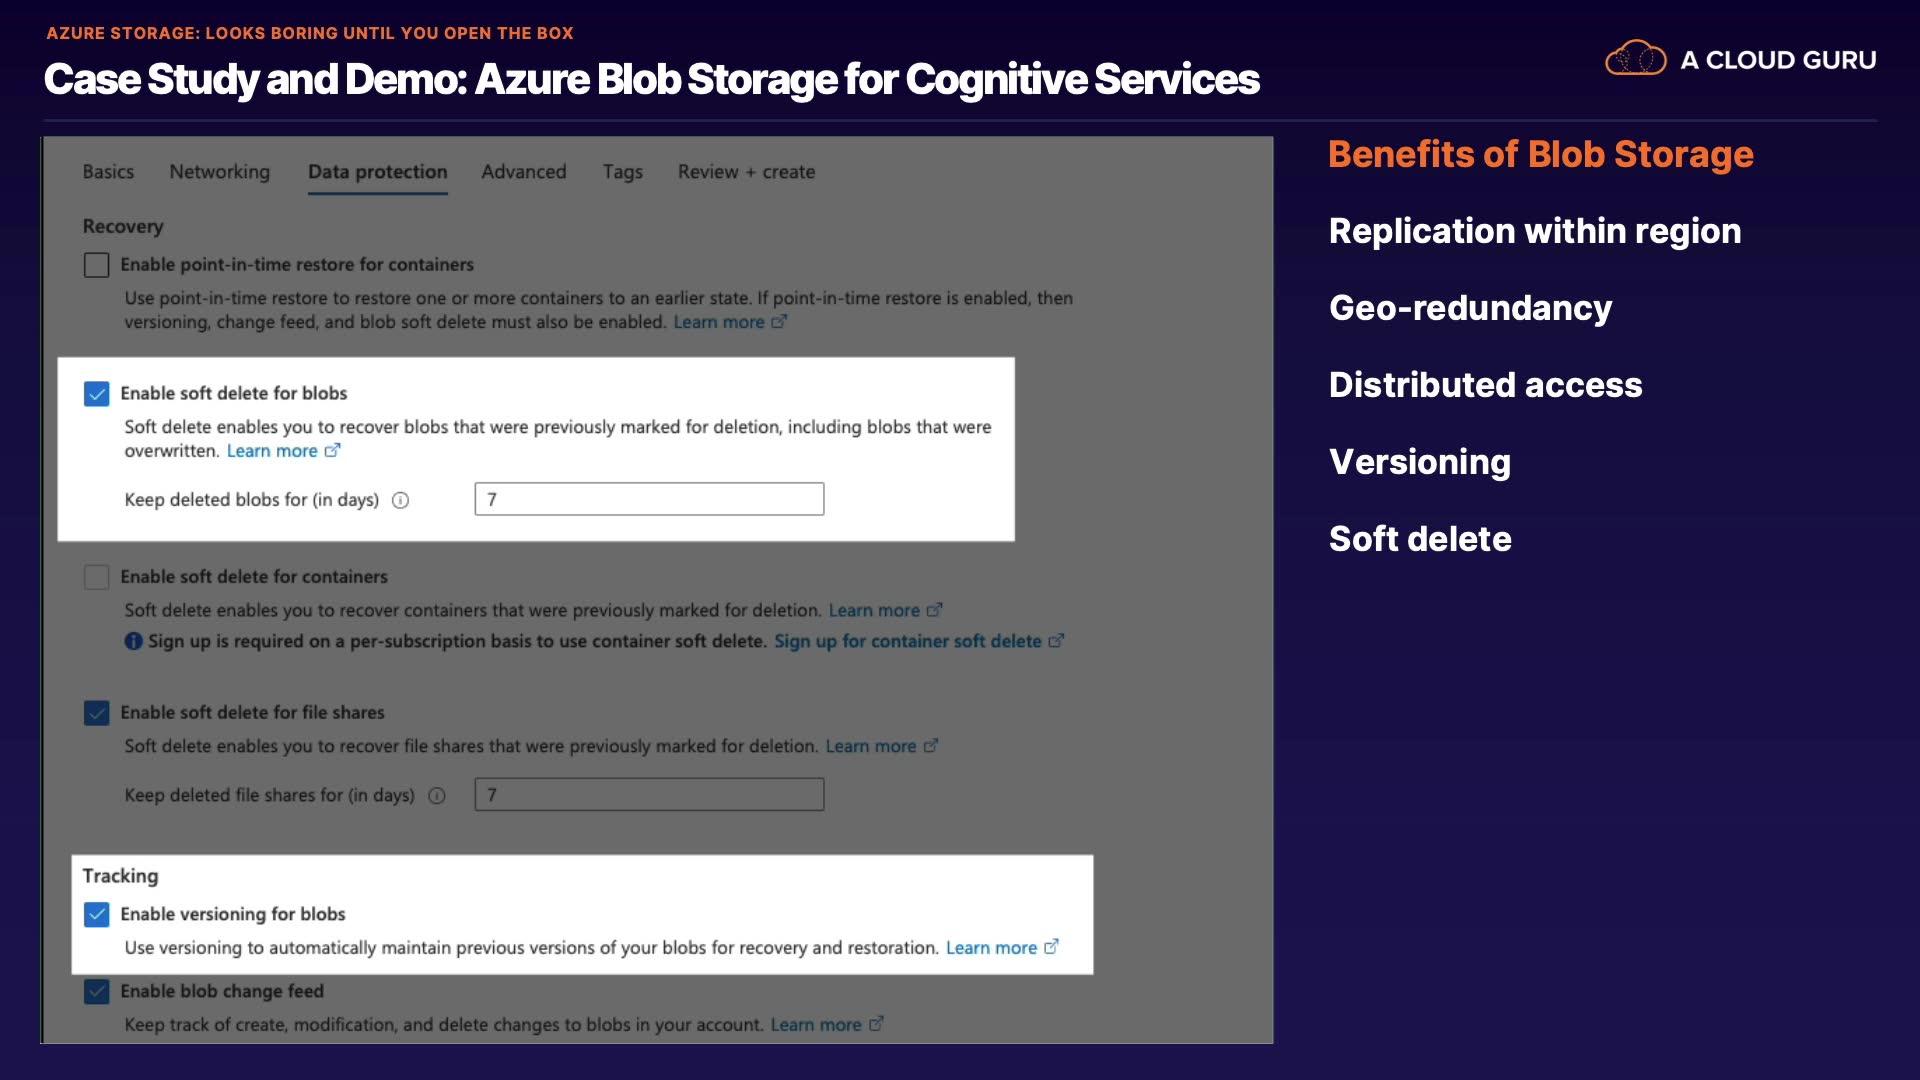 AZURE STORAGE: LOOKS BORING UNTIL YOU OPEN THE BOX
Case Study and Demo: Azure Blob Storage for Cognitive Services
A CLOUD GURU
Basics Networking Data protection Advanced Tags Review + create
Recovery
Enable point-in-time restore for containers
Use point-in-time restore to restore one or more containers to an earlier state. If point-in-time restore is enabled, then
versioning, change feed, and blob soft delete must also be enabled. Learn more
Enable soft delete for blobs
Soft delete enables you to recover blobs that were previously marked for deletion, including blobs that were
overwritten. Learn more
Keep deleted blobs for (in days) 7
Enable soft delete for containers
Soft delete enables you to recover containers that were previously marked for deletion. Learn more
Sign up is required on a per-subscription basis to use container soft delete. Sign up for container soft delete
Enable soft delete for file shares
Soft delete enables you to recover file shares that were previously marked for deletion. Learn more
Keep deleted file shares for (in days) 7
Tracking
Enable versioning for blobs
Use versioning to automatically maintain previous versions of your blobs for recovery and restoration. Learn more
Enable blob change feed
Keep track of create, modification, and delete changes to blobs in your account. Learn more
Benefits of Blob Storage
Replication within region
Geo-redundancy
Distributed access
Versioning
Soft delete